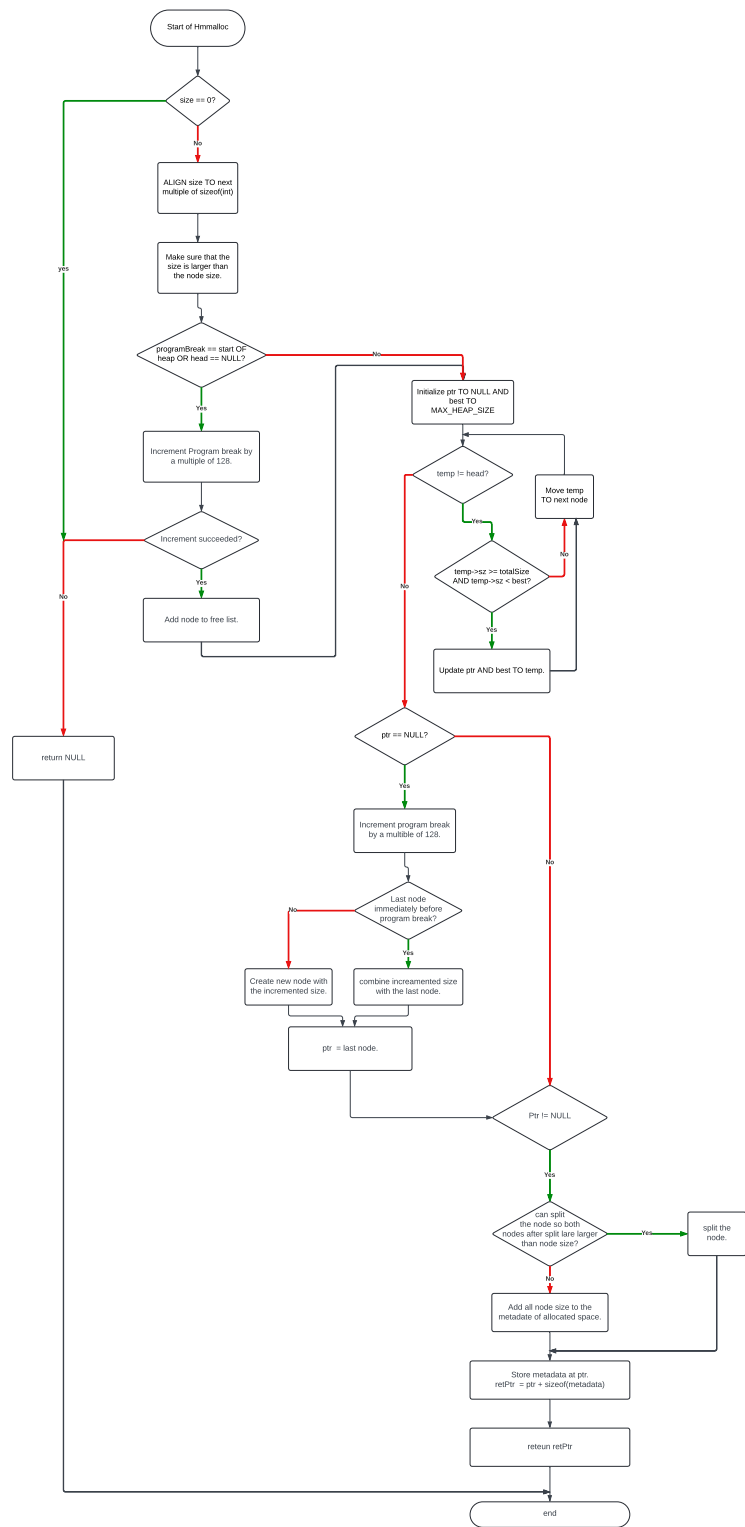 Start of Hmmalloc
size == 0?
No
ALIGN size TO next
multiple of sizeof(int)
yes
Make sure that the
size is larger than
the node size.
programBreak == start OF
heap OR head == NULL?
No
Yes
Initialize ptr TO NULL AND
best TO
MAX_HEAP_SIZE
Increment Program break by
a multiple of 128.
temp != head?
Move temp
TO next node
Yes
Increment succeeded?
No
temp->sz >= totalSize
AND temp->sz < best?
Yes
No
No
Add node to free list.
Yes
Update ptr AND best TO temp.
ptr == NULL?
return NULL
Yes
Increment program break
by a multible of 128.
No
Last node
immediately before
program break?
No
Yes
Create new node with
the incremented size.
combine increamented size
with the last node.
ptr = last node.
Ptr != NULL
Yes
can split
the node so both
nodes after split lare larger
than node size?
Yes
split the
node.
No
Add all node size to the
metadate of allocated space.
Store metadata at ptr.
retPtr = ptr + sizeof(metadata)
reteun retPtr
end